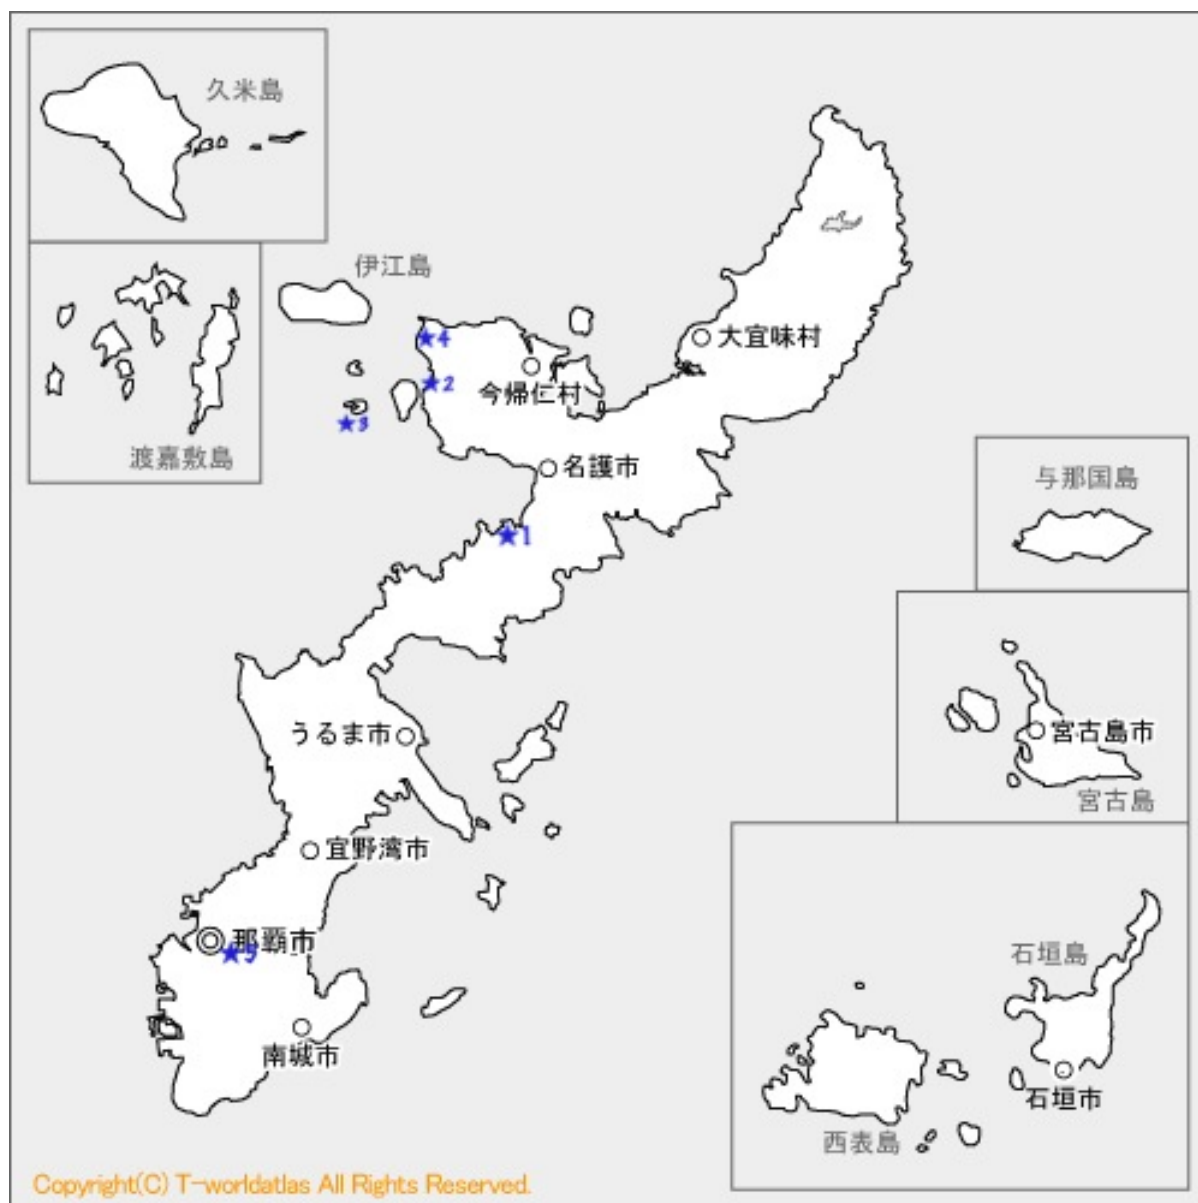 久米島
伊江島
渡嘉敷島
★4
大宜味村
★2
今帰仁村
★3
名護市
与那国島
★1
うるま市
宮古島市
宮古島
宜野湾市
那覇市
★5
石垣島
南城市
石垣市
西表島
Copyright(C) T-worldatlas All Rights Reserved.